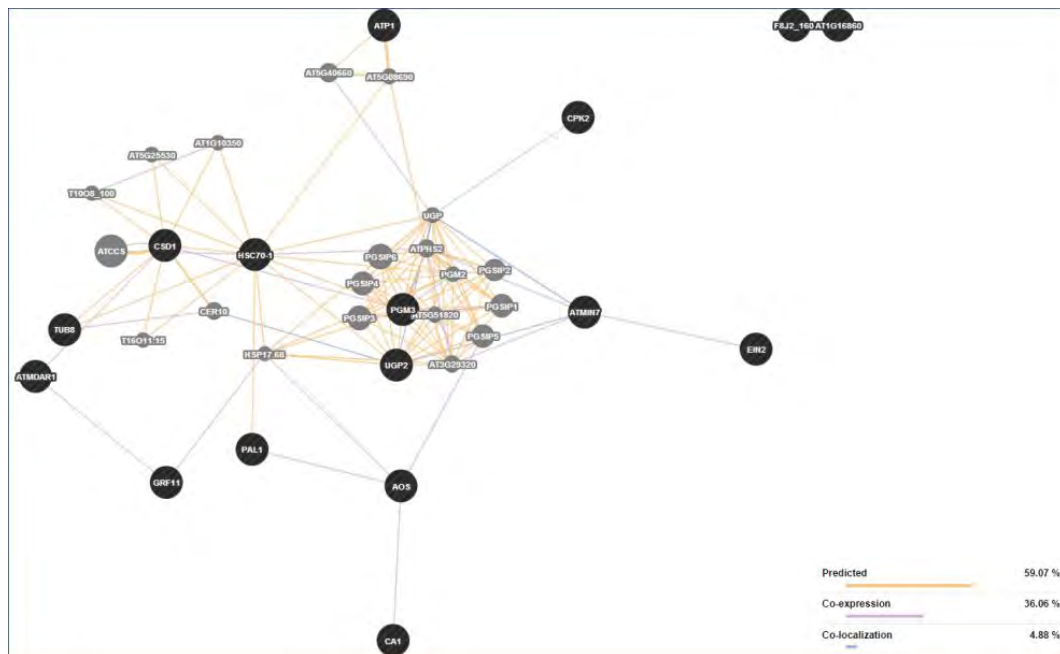 ATP1
F8J2_160 AT1G16860
AT5G40660 AT5G08690
CPK2
AT1G10350
AT5G25530
T10O8_100
UGP
ATCCS CSD1 HSC70-1 PGSIP6 ATPHS2
PGSIP4 PGM2 PGSIP2
PGSIP3 PGM3 AT5G51820 PGSIP1
CER10 ATMIN7
TUB8 T16O11.15 PGSIP5
HSP17.6II UGP2 AT3G29320 EIN2
ATMDAR1
PAL1
GRF11 AOS
Predicted 59.07 %
Co-expression 36.06 %
Co-localization 4.88 %
CA1